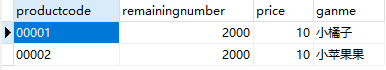 productcode remainingnumber price ganme
00001 2000 10 小橘子
00002 2000 10 小苹果果